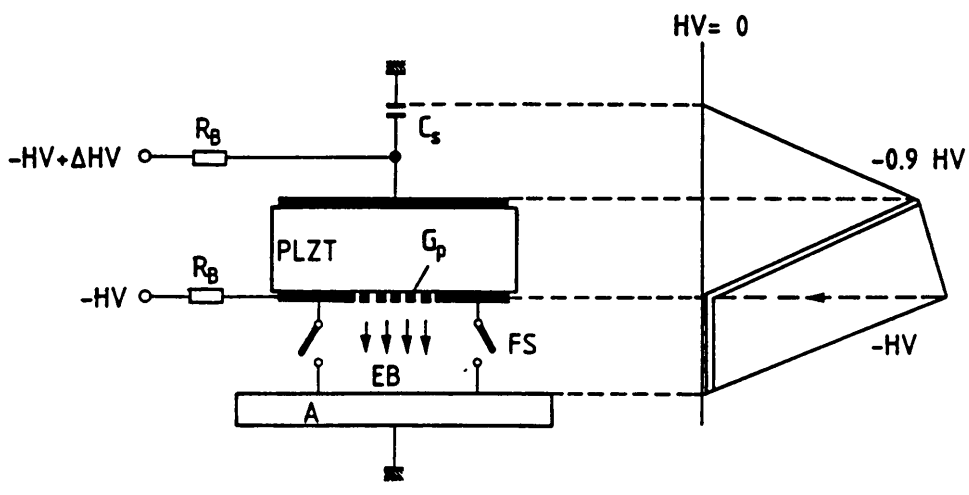 HV= 0
C_s
R_B
-HV+ΔHV
-0.9 HV
PLZT
G_p
R_B
-HV
FS
-HV
EB
A